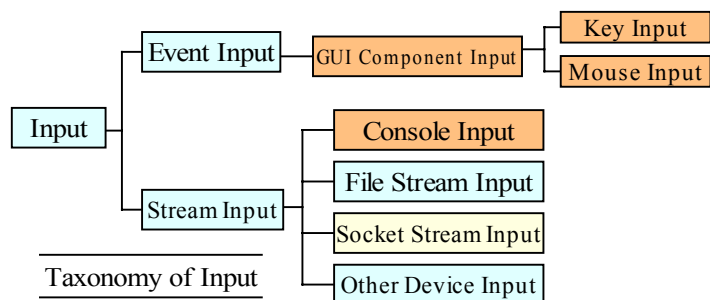 Key Input
Event Input
GUI Component Input
Mouse Input
Input
Console Input
File Stream Input
Stream Input
Socket Stream Input
Taxonomy of Input
Other Device Input